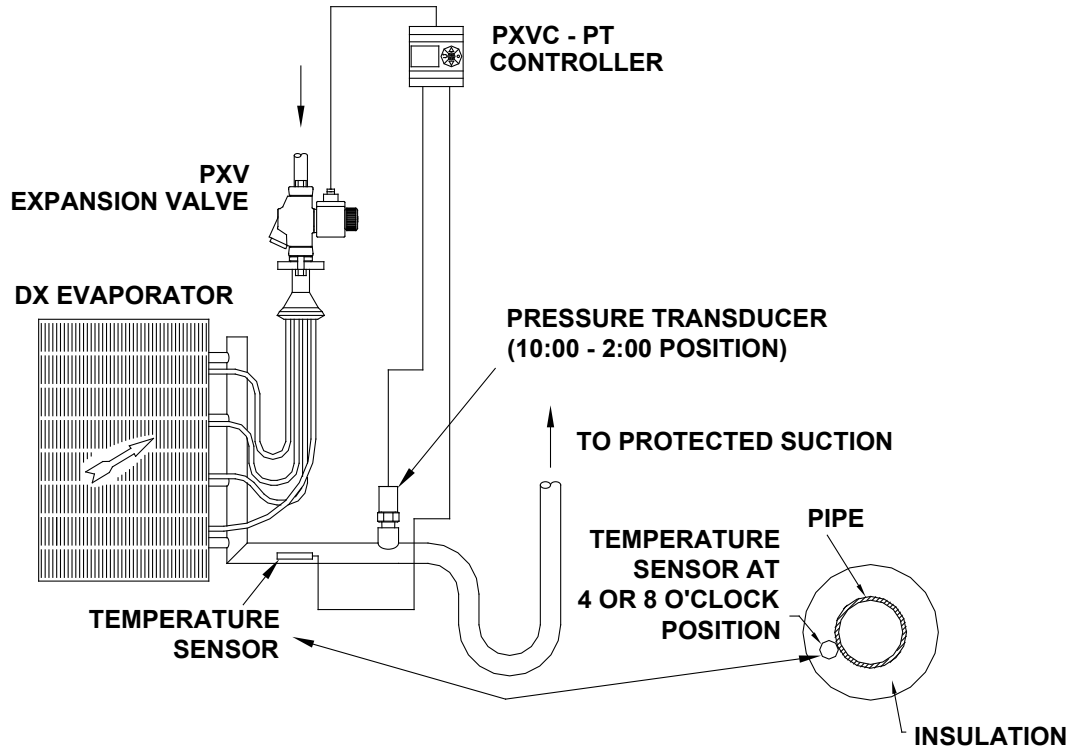 PXVC - PT
CONTROLLER
PXV
EXPANSION VALVE
DX EVAPORATOR
PRESSURE TRANSDUCER
(10:00 - 2:00 POSITION)
TO PROTECTED SUCTION
PIPE
TEMPERATURE
SENSOR AT
4 OR 8 O'CLOCK
POSITION
TEMPERATURE
SENSOR
INSULATION